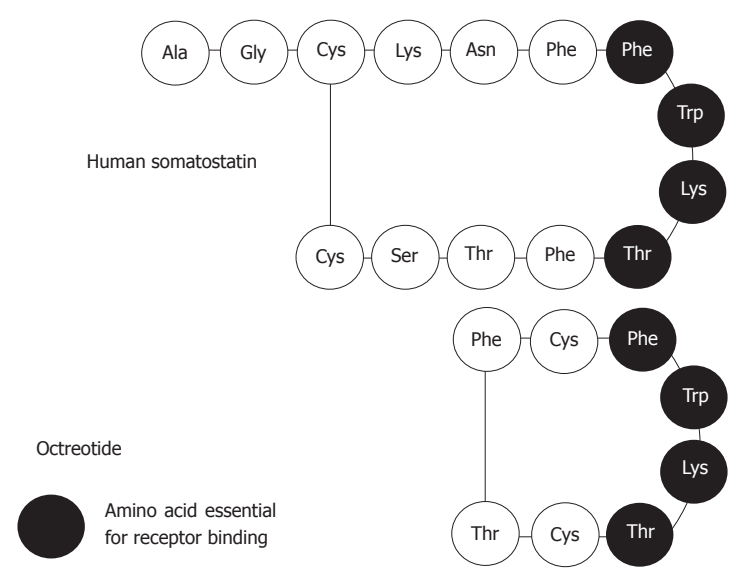 Ala Gly Cys Lys Asn Phe Phe
Trp
Human somatostatin
Lys
Cys Ser Thr Phe Thr
Phe Cys Phe
Trp
Octreotide
Lys
Amino acid essential
for receptor binding
Thr Cys Thr